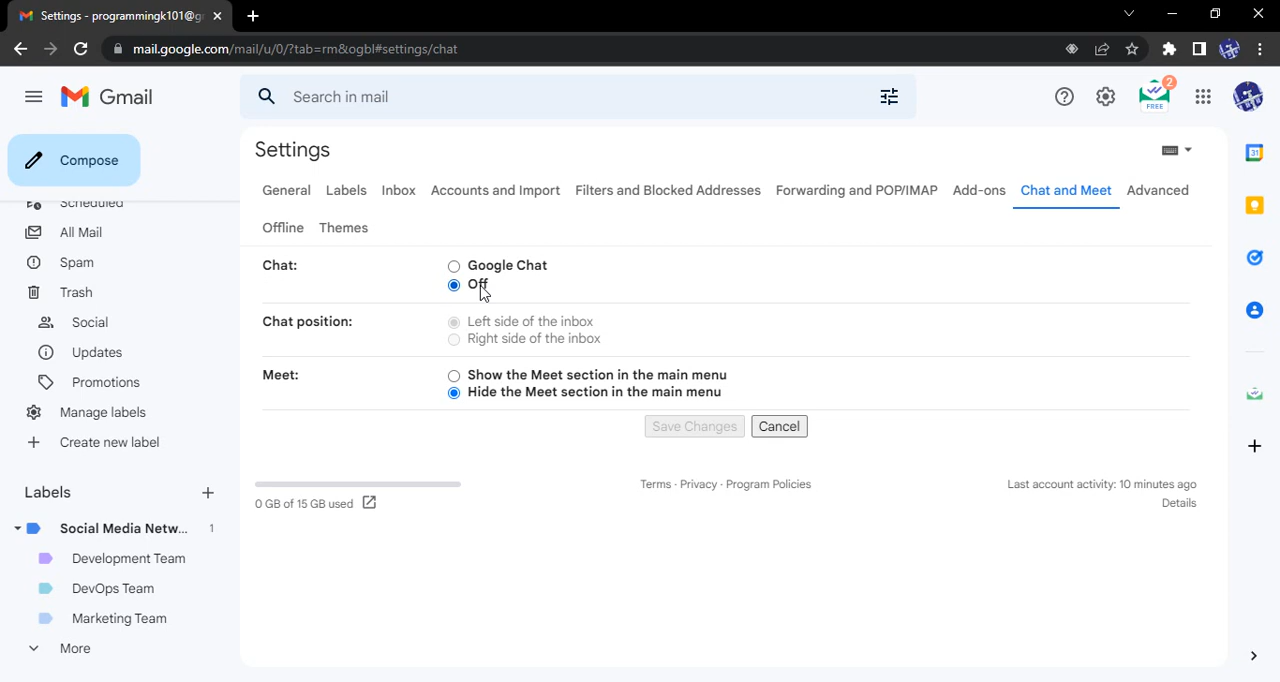 Settings - programmingk101@g
mail.google.com/mail/u/0/?tab=rm&ogbl#settings/chat
Gmail
Search in mail
2
FREE
31
Compose
Scheduled
All Mail
Spam
Trash
Social
Updates
Promotions
Manage labels
Create new label
Labels
Social Media Netw... 1
Development Team
DevOps Team
Marketing Team
More
Settings
General Labels Inbox Accounts and Import Filters and Blocked Addresses Forwarding and POP/IMAP Add-ons Chat and Meet Advanced
Offline Themes
Chat: Google Chat
Off
Chat position: Left side of the inbox
Right side of the inbox
Meet: Show the Meet section in the main menu
Hide the Meet section in the main menu
Save Changes Cancel
0 GB of 15 GB used
Terms · Privacy · Program Policies
Last account activity: 10 minutes ago
Details